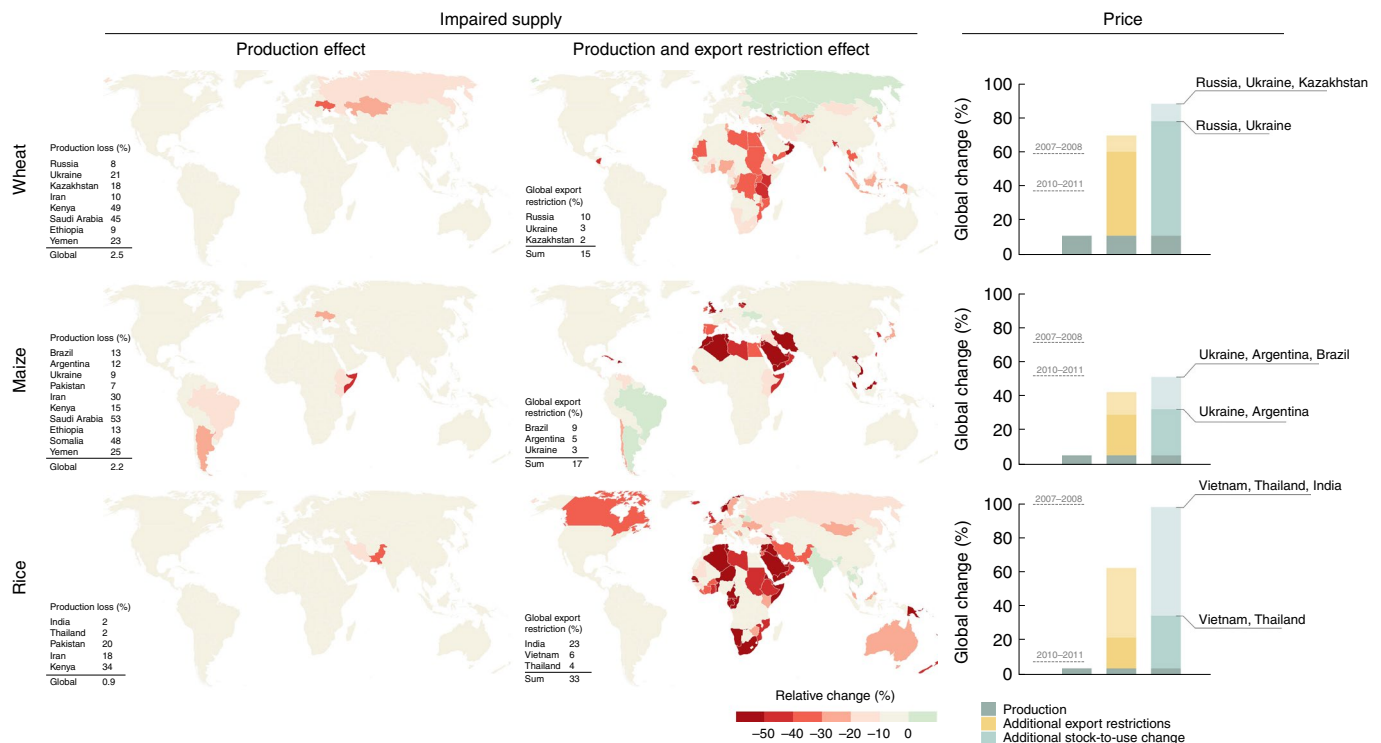 Impaired supply
Price
Production effect
Production and export restriction effect
Wheat
Production loss (%)
Russia 8
Ukraine 21
Kazakhstan 18
Iran 10
Kenya 49
Saudi Arabia 45
Ethiopia 9
Yemen 23
Global 2.5
Global export
restriction (%)
Russia 10
Ukraine 3
Kazakhstan 2
Sum 15
Global change (%)
100
80
60
40
20
0
2007–2008
2010–2011
Russia, Ukraine, Kazakhstan
Russia, Ukraine
Maize
Production loss (%)
Brazil 13
Argentina 12
Ukraine 9
Pakistan 7
Iran 30
Kenya 15
Saudi Arabia 53
Ethiopia 13
Somalia 48
Yemen 25
Global 2.2
Global export
restriction (%)
Brazil 9
Argentina 5
Ukraine 3
Sum 17
Global change (%)
100
80
60
40
20
0
2007–2008
2010–2011
Ukraine, Argentina, Brazil
Ukraine, Argentina
Rice
Production loss (%)
India 2
Thailand 2
Pakistan 20
Iran 18
Kenya 34
Global 0.9
Global export
restriction (%)
India 23
Vietnam 6
Thailand 4
Sum 33
Global change (%)
100
80
60
40
20
0
2007–2008
2010–2011
Vietnam, Thailand, India
Vietnam, Thailand
Relative change (%)
–50 –40 –30 –20 –10 0
Production
Additional export restrictions
Additional stock-to-use change